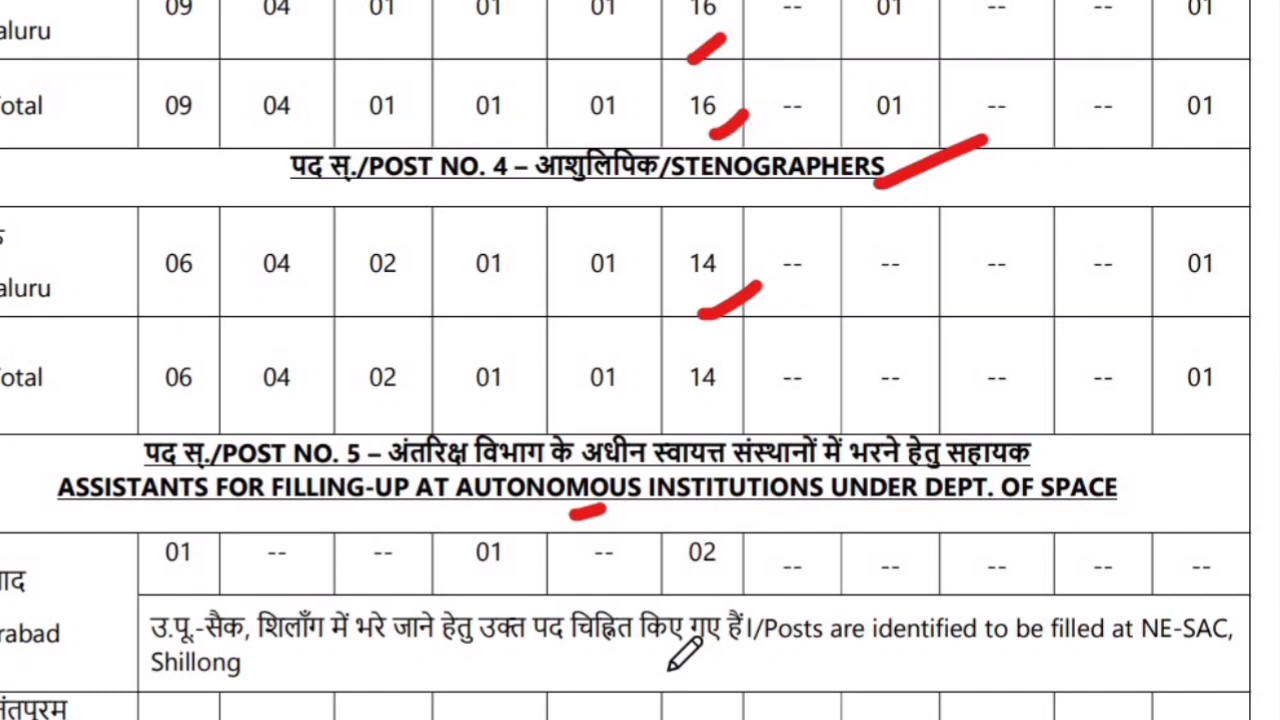 09 04 01 01 01 16 -- 01 -- -- 01
aluru
Total 09 04 01 01 01 16 -- 01 -- -- 01
पद स्./POST NO. 4 – आशुलिपिक/STENOGRAPHERS
06 04 02 01 01 14 -- -- -- -- 01
aluru
Total 06 04 02 01 01 14 -- -- -- -- 01
पद स्./POST NO. 5 – अंतरिक्ष विभाग के अधीन स्वायत्त संस्थानों में भरने हेतु सहायक
ASSISTANTS FOR FILLING-UP AT AUTONOMOUS INSTITUTIONS UNDER DEPT. OF SPACE
01 -- -- 01 -- 02 -- -- -- -- --
ाद
rabad
उ.पू.-सैक, शिलाँग में भरे जाने हेतु उक्त पद चिह्नित किए गए हैं।/Posts are identified to be filled at NE-SAC,
Shillong
नंतपुरम